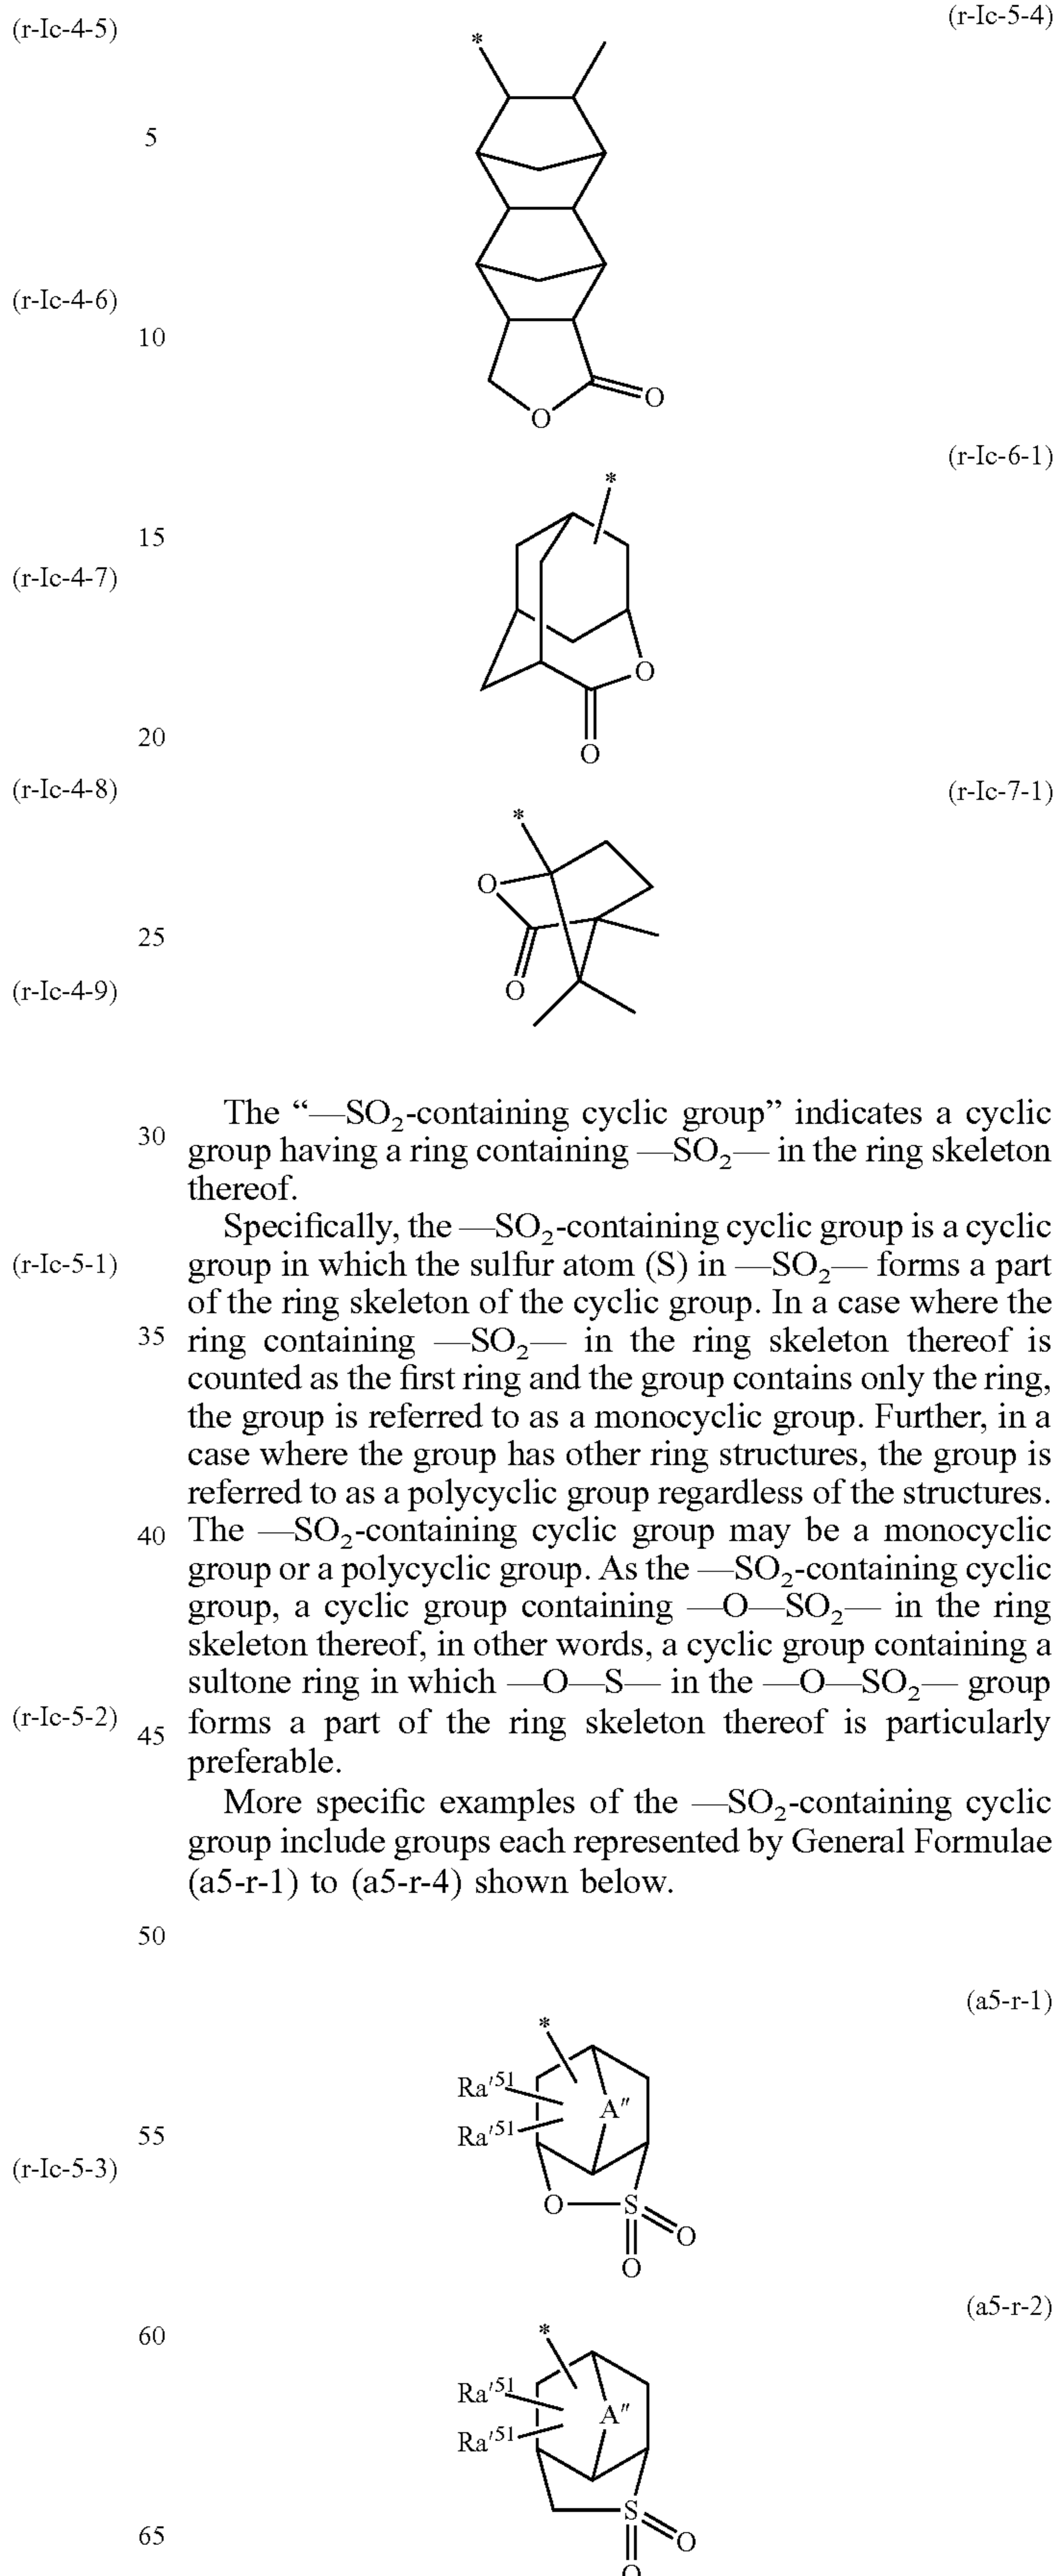 (r-Ic-4-5)
(r-Ic-5-4)
*
5
(r-Ic-4-6)
10
O
O
(r-Ic-6-1)
*
15
(r-Ic-4-7)
O
20
O
(r-Ic-4-8)
(r-Ic-7-1)
*
O
25
(r-Ic-4-9)
O
The “—SO₂-containing cyclic group” indicates a cyclic
30
group having a ring containing —SO₂— in the ring skeleton
thereof.
Specifically, the —SO₂-containing cyclic group is a cyclic
(r-Ic-5-1)
group in which the sulfur atom (S) in —SO₂— forms a part
of the ring skeleton of the cyclic group. In a case where the
35
ring containing —SO₂— in the ring skeleton thereof is
counted as the first ring and the group contains only the ring,
the group is referred to as a monocyclic group. Further, in a
case where the group has other ring structures, the group is
referred to as a polycyclic group regardless of the structures.
40
The —SO₂-containing cyclic group may be a monocyclic
group or a polycyclic group. As the —SO₂-containing cyclic
group, a cyclic group containing —O—SO₂— in the ring
skeleton thereof, in other words, a cyclic group containing a
sultone ring in which —O—S— in the —O—SO₂— group
(r-Ic-5-2)
45
forms a part of the ring skeleton thereof is particularly
preferable.
More specific examples of the —SO₂-containing cyclic
group include groups each represented by General Formulae
(a5-r-1) to (a5-r-4) shown below.
50
(a5-r-1)
*
Ra′⁵¹
A″
Ra′⁵¹
55
(r-Ic-5-3)
O
S
O
O
(a5-r-2)
60
*
Ra′⁵¹
A″
Ra′⁵¹
S
O
65
O